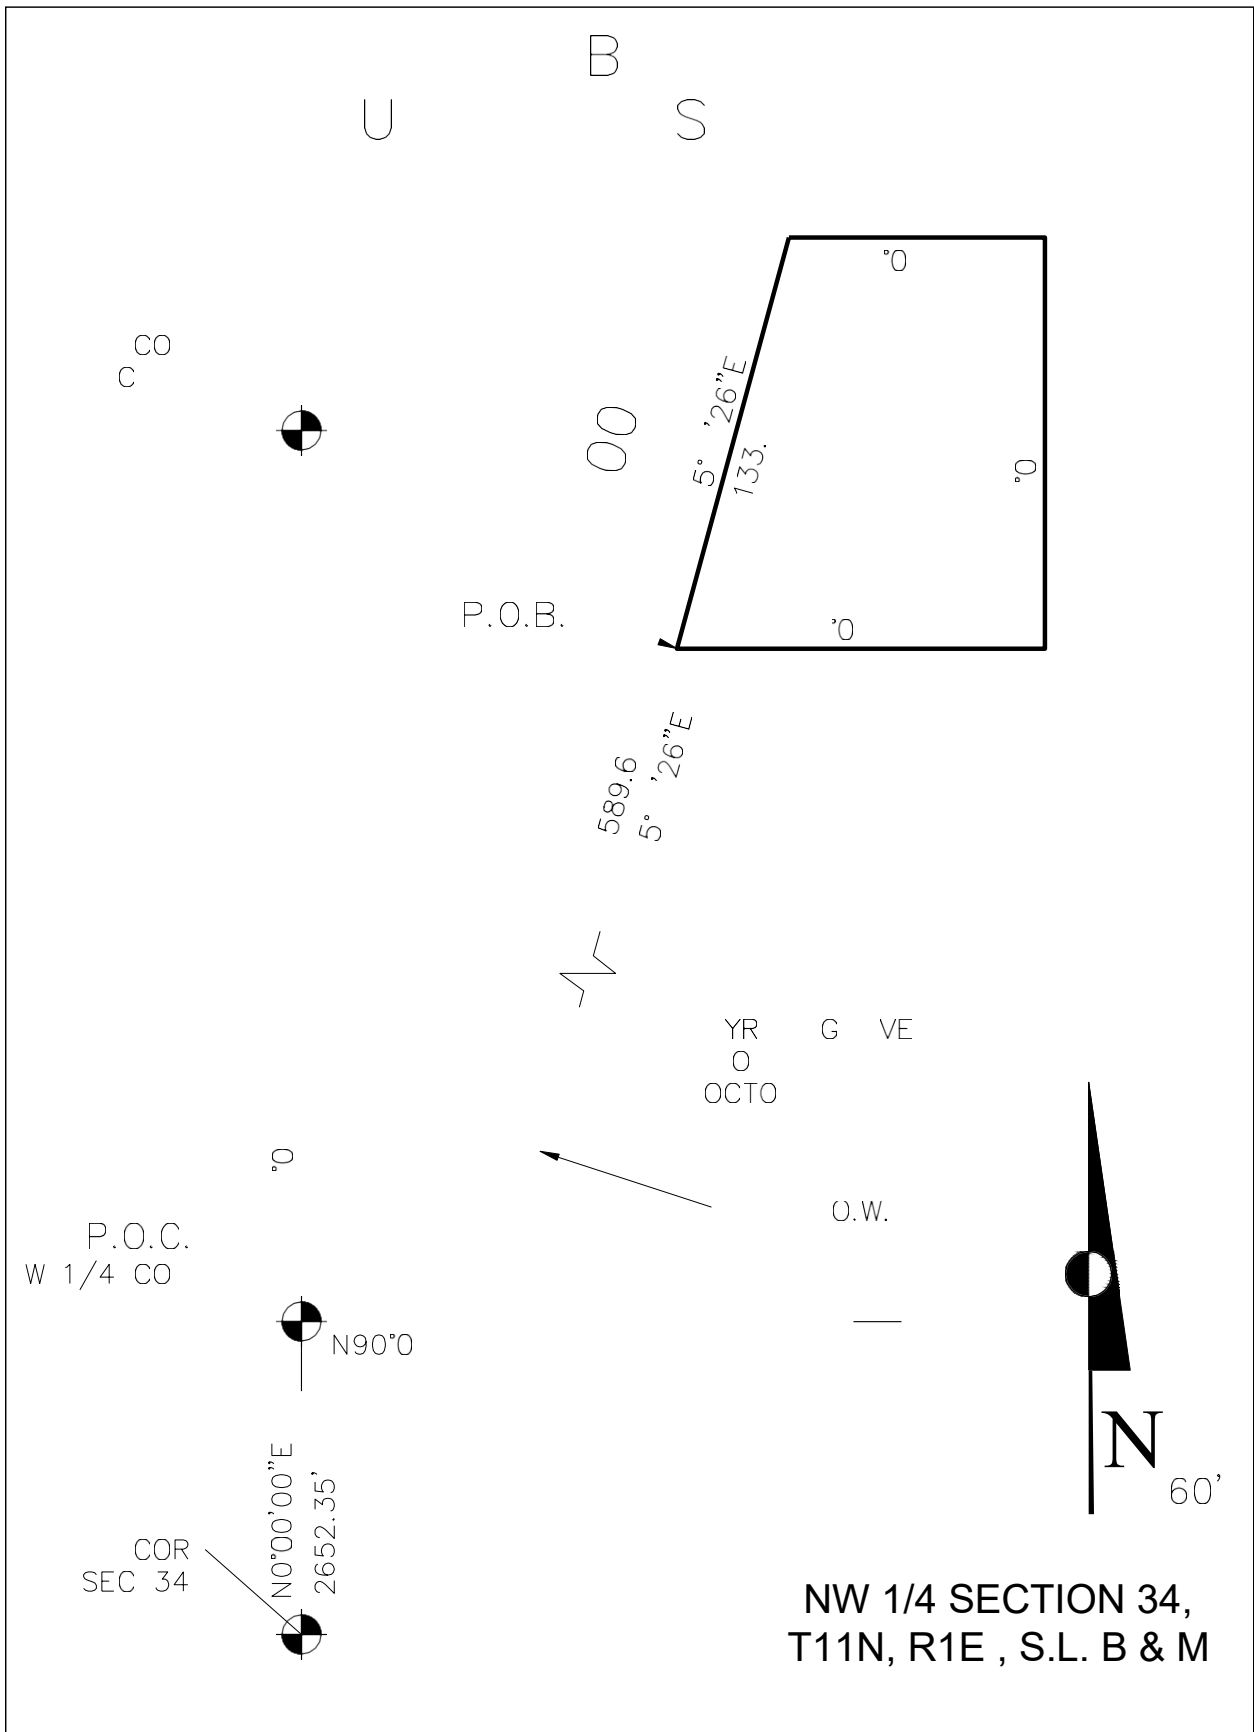 B
U S
°0
CO
C
5° '26"E
133.
00
°0
P.O.B.
°0
589.6
5° '26"E
YR G VE
O
OCTO
°0
O.W.
P.O.C.
W 1/4 CO
N90°0
N
60'
N0°00'00"E
2652.35'
COR
SEC 34
NW 1/4 SECTION 34,
T11N, R1E , S.L. B & M